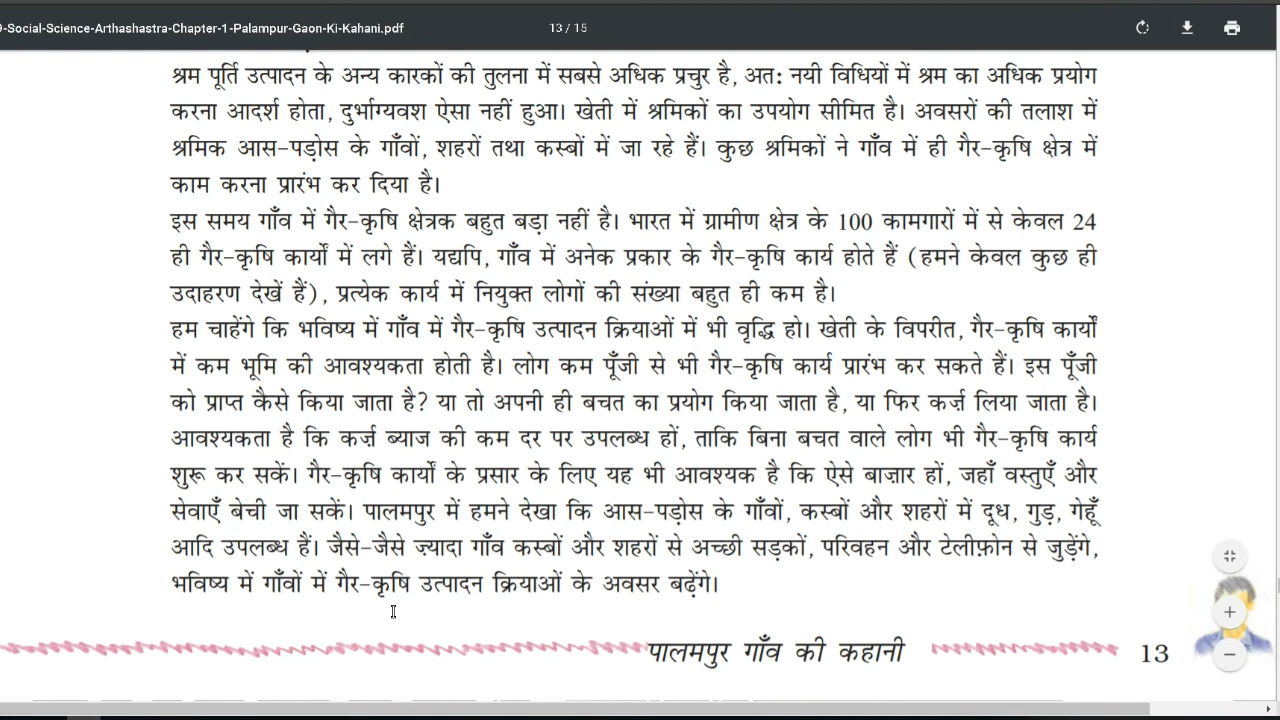 9-Social-Science-Arthashastra-Chapter-1-Palampur-Gaon-Ki-Kahani.pdf
13 / 15
श्रम पूर्ति उत्पादन के अन्य कारकों की तुलना में सबसे अधिक प्रचुर है, अतः नयी विधियों में श्रम का अधिक प्रयोग
करना आदर्श होता, दुर्भाग्यवश ऐसा नहीं हुआ। खेती में श्रमिकों का उपयोग सीमित है। अवसरों की तलाश में
श्रमिक आस-पड़ोस के गाँवों, शहरों तथा कस्बों में जा रहे हैं। कुछ श्रमिकों ने गाँव में ही गैर-कृषि क्षेत्र में
काम करना प्रारंभ कर दिया है।
इस समय गाँव में गैर-कृषि क्षेत्रक बहुत बड़ा नहीं है। भारत में ग्रामीण क्षेत्र के 100 कामगारों में से केवल 24
ही गैर-कृषि कार्यों में लगे हैं। यद्यपि, गाँव में अनेक प्रकार के गैर-कृषि कार्य होते हैं (हमने केवल कुछ ही
उदाहरण देखें हैं), प्रत्येक कार्य में नियुक्त लोगों की संख्या बहुत ही कम है।
हम चाहेंगे कि भविष्य में गाँव में गैर-कृषि उत्पादन क्रियाओं में भी वृद्धि हो। खेती के विपरीत, गैर-कृषि कार्यों
में कम भूमि की आवश्यकता होती है। लोग कम पूँजी से भी गैर-कृषि कार्य प्रारंभ कर सकते हैं। इस पूँजी
को प्राप्त कैसे किया जाता है? या तो अपनी ही बचत का प्रयोग किया जाता है, या फिर कर्ज़ लिया जाता है।
आवश्यकता है कि कर्ज़ ब्याज की कम दर पर उपलब्ध हों, ताकि बिना बचत वाले लोग भी गैर-कृषि कार्य
शुरू कर सकें। गैर-कृषि कार्यों के प्रसार के लिए यह भी आवश्यक है कि ऐसे बाज़ार हों, जहाँ वस्तुएँ और
सेवाएँ बेची जा सकें। पालमपुर में हमने देखा कि आस-पड़ोस के गाँवों, कस्बों और शहरों में दूध, गुड़, गेहूँ
आदि उपलब्ध हैं। जैसे-जैसे ज्यादा गाँव कस्बों और शहरों से अच्छी सड़कों, परिवहन और टेलीफ़ोन से जुड़ेंगे,
भविष्य में गाँवों में गैर-कृषि उत्पादन क्रियाओं के अवसर बढ़ेंगे।
पालमपुर गाँव की कहानी 13